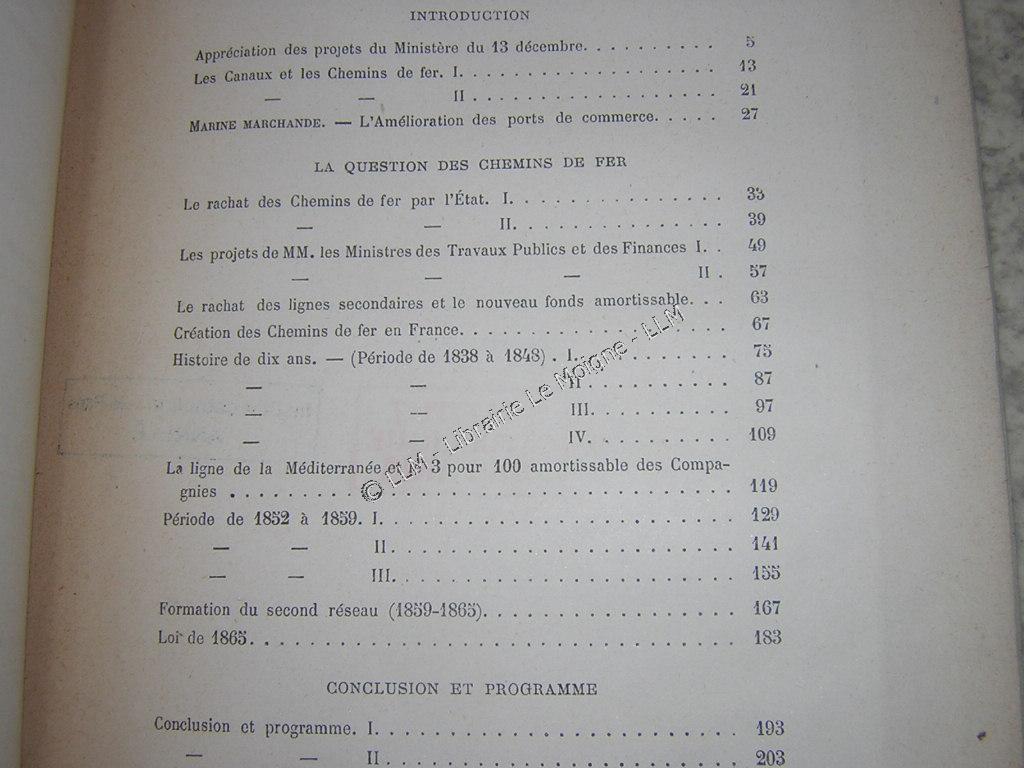 INTRODUCTION
Appréciation des projets du Ministère du 13 décembre. . . . . . . . . . 5
Les Canaux et les Chemins de fer. I. . . . . . . . . . . . . . . . . . . . 13
— — II . . . . . . . . . . . . . . . . . . . 21
MARINE MARCHANDE. — L'Amélioration des ports de commerce. . . . . 27
LA QUESTION DES CHEMINS DE FER
Le rachat des Chemins de fer par l'État. I. . . . . . . . . . . . . . . . 33
— — II. . . . . . . . . . . . . . . . 39
Les projets de MM. les Ministres des Travaux Publics et des Finances I. . 49
— — — II . 57
Le rachat des lignes secondaires et le nouveau fonds amortissable. . . 63
Création des Chemins de fer en France. . . . . . . . . . . . . . . . . . . . 67
Histoire de dix ans. — (Période de 1838 à 1848) . I. . . . . . . . . . . . 75
— — II . . . . . . . . . . . 87
— — III. . . . . . . . . . . 97
— — IV. . . . . . . . . . . 109
La ligne de la Méditerranée et le 3 pour 100 amortissable des Compa-
gnies . . . . . . . . . . . . . . . . . . . . . . . . . . . . . . . . . 119
Période de 1852 à 1859. I. . . . . . . . . . . . . . . . . . . . . . . . . . 129
— — II . . . . . . . . . . . . . . . . . . . . . . . . . . 141
— — III. . . . . . . . . . . . . . . . . . . . . . . . . . 155
Formation du second réseau (1859-1865). . . . . . . . . . . . . . . . . . 167
Loi de 1865. . . . . . . . . . . . . . . . . . . . . . . . . . . . . . . . . . 183
CONCLUSION ET PROGRAMME
Conclusion et programme. I. . . . . . . . . . . . . . . . . . . . . . . . . . 193
— — II . . . . . . . . . . . . . . . . . . . . . . . . . . 203
© LLM - Librairie Le Moigne - LLM